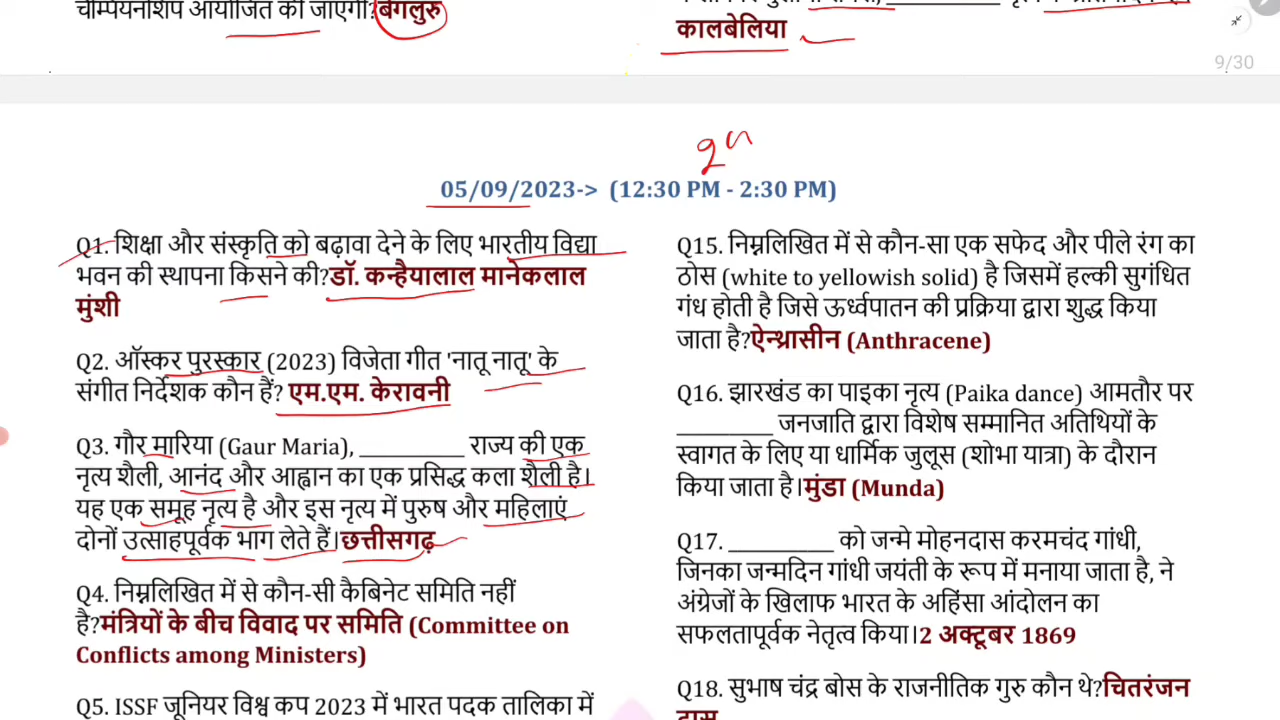 चैम्पियनशिप आयोजित की जाएगी?बेंगलुरु
कालबेलिया
9/30
05/09/2023-> (12:30 PM - 2:30 PM)
Q1. शिक्षा और संस्कृति को बढ़ावा देने के लिए भारतीय विद्या
भवन की स्थापना किसने की?डॉ. कन्हैयालाल मानेकलाल
मुंशी
Q2. ऑस्कर पुरस्कार (2023) विजेता गीत 'नातू नातू' के
संगीत निर्देशक कौन हैं? एम.एम. केरावनी
Q3. गौर मारिया (Gaur Maria), __________ राज्य की एक
नृत्य शैली, आनंद और आह्वान का एक प्रसिद्ध कला शैली है।
यह एक समूह नृत्य है और इस नृत्य में पुरुष और महिलाएं
दोनों उत्साहपूर्वक भाग लेते हैं।छत्तीसगढ़
Q4. निम्नलिखित में से कौन-सी कैबिनेट समिति नहीं
है?मंत्रियों के बीच विवाद पर समिति (Committee on
Conflicts among Ministers)
Q5. ISSF जूनियर विश्व कप 2023 में भारत पदक तालिका में
Q15. निम्नलिखित में से कौन-सा एक सफेद और पीले रंग का
ठोस (white to yellowish solid) है जिसमें हल्की सुगंधित
गंध होती है जिसे ऊर्ध्वपातन की प्रक्रिया द्वारा शुद्ध किया
जाता है?ऐन्थ्रासीन (Anthracene)
Q16. झारखंड का पाइका नृत्य (Paika dance) आमतौर पर
_________ जनजाति द्वारा विशेष सम्मानित अतिथियों के
स्वागत के लिए या धार्मिक जुलूस (शोभा यात्रा) के दौरान
किया जाता है।मुंडा (Munda)
Q17. __________ को जन्मे मोहनदास करमचंद गांधी,
जिनका जन्मदिन गांधी जयंती के रूप में मनाया जाता है, ने
अंग्रेजों के खिलाफ भारत के अहिंसा आंदोलन का
सफलतापूर्वक नेतृत्व किया।2 अक्टूबर 1869
Q18. सुभाष चंद्र बोस के राजनीतिक गुरु कौन थे?चितरंजन
दास